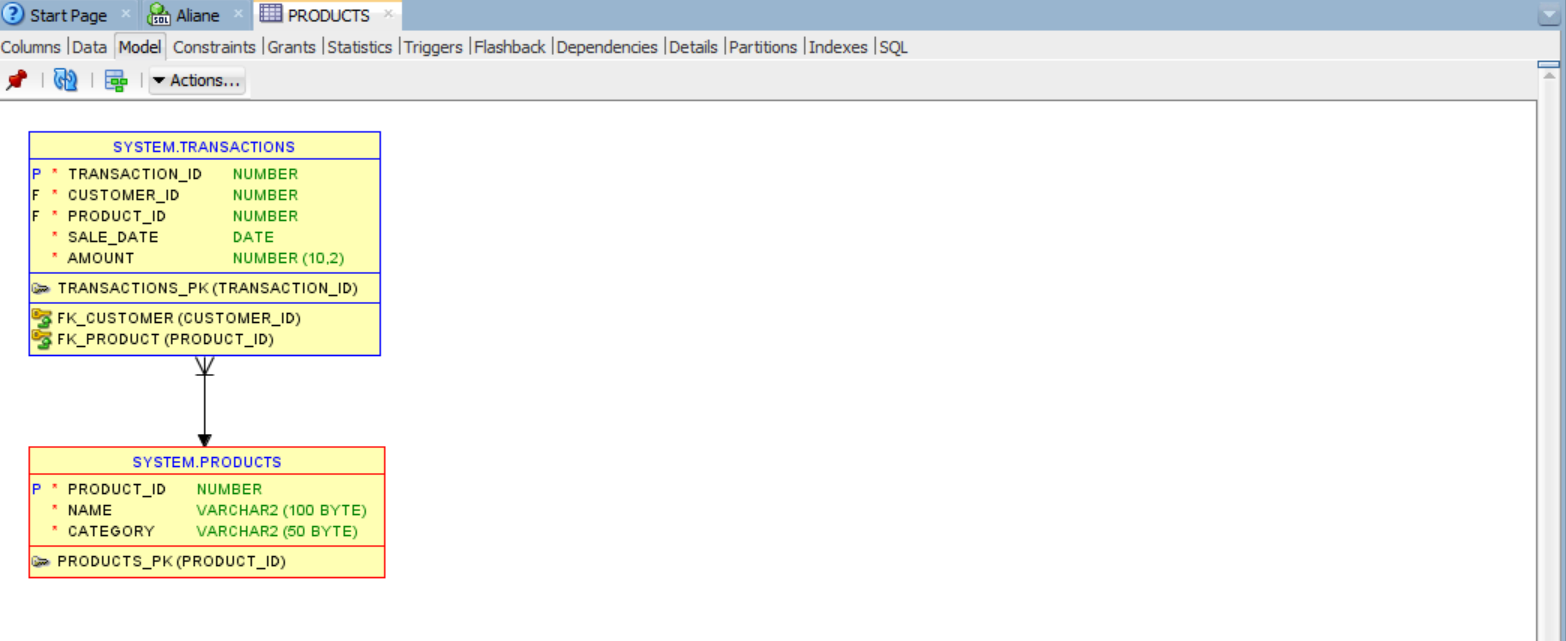 Start Page Aliane PRODUCTS
Columns |Data |Model| Constraints |Grants |Statistics |Triggers |Flashback |Dependencies |Details |Partitions |Indexes |SQL
Actions...
SYSTEM.TRANSACTIONS
P * TRANSACTION_ID NUMBER
F * CUSTOMER_ID NUMBER
F * PRODUCT_ID NUMBER
* SALE_DATE DATE
* AMOUNT NUMBER (10,2)
TRANSACTIONS_PK (TRANSACTION_ID)
FK_CUSTOMER (CUSTOMER_ID)
FK_PRODUCT (PRODUCT_ID)
SYSTEM.PRODUCTS
P * PRODUCT_ID NUMBER
* NAME VARCHAR2 (100 BYTE)
* CATEGORY VARCHAR2 (50 BYTE)
PRODUCTS_PK (PRODUCT_ID)